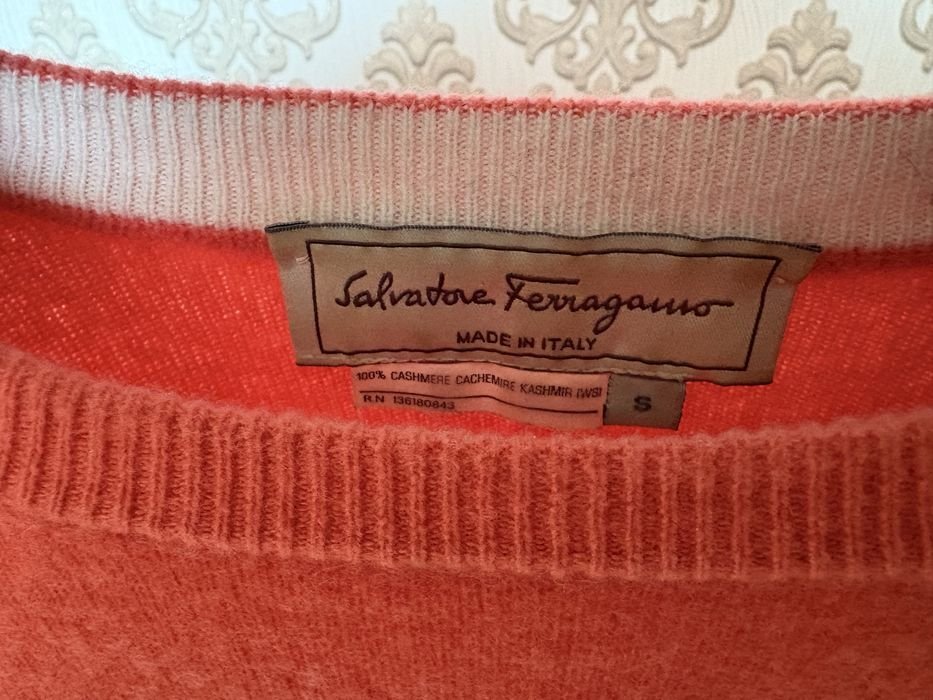 Salvatore Ferragamo
MADE IN ITALY
100% CASHMERE CACHEMIRE KASHMIR (WS)
R.N 136180843
S